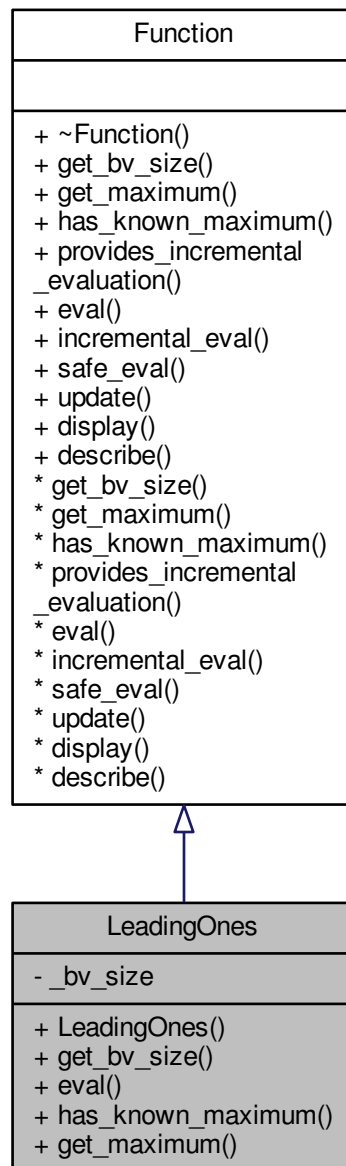 Function
+ ~Function()
+ get_bv_size()
+ get_maximum()
+ has_known_maximum()
+ provides_incremental
_evaluation()
+ eval()
+ incremental_eval()
+ safe_eval()
+ update()
+ display()
+ describe()
* get_bv_size()
* get_maximum()
* has_known_maximum()
* provides_incremental
_evaluation()
* eval()
* incremental_eval()
* safe_eval()
* update()
* display()
* describe()
LeadingOnes
- _bv_size
+ LeadingOnes()
+ get_bv_size()
+ eval()
+ has_known_maximum()
+ get_maximum()